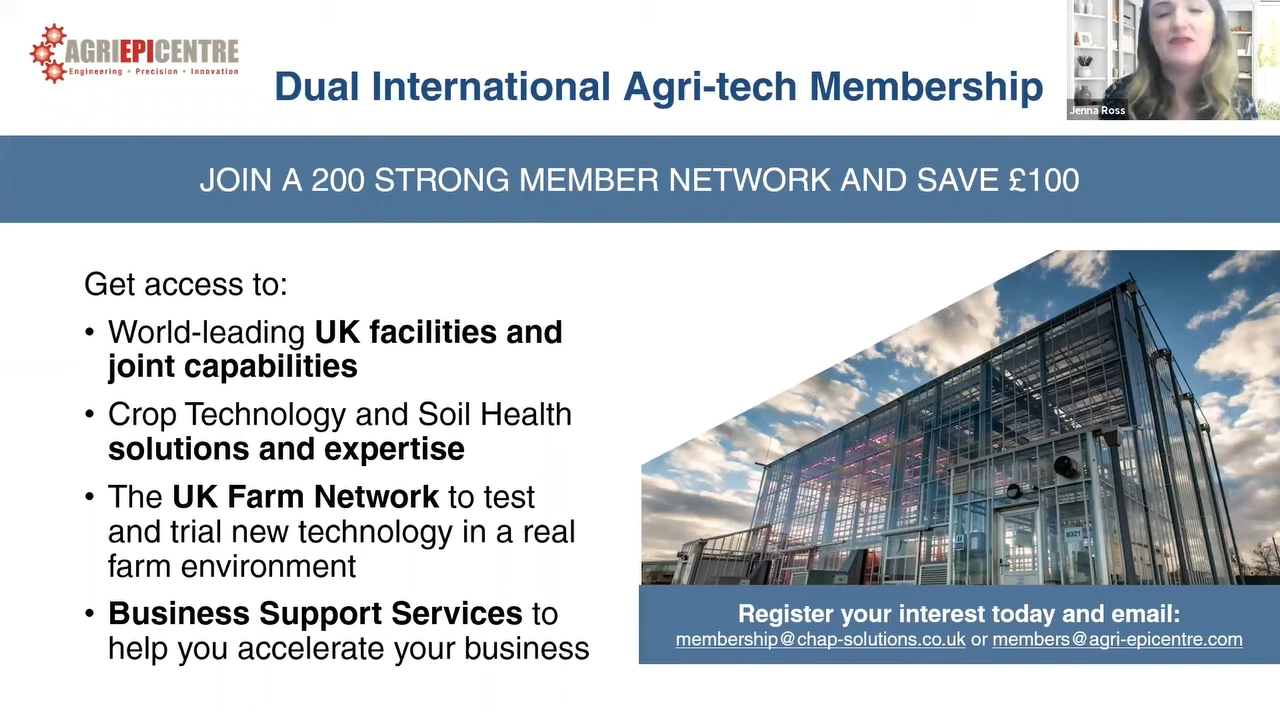 AGRIEPICENTRE
Engineering • Precision • Innovation
Dual International Agri-tech Membership
Jenna Ross
JOIN A 200 STRONG MEMBER NETWORK AND SAVE £100
Get access to:
• World-leading UK facilities and
joint capabilities
• Crop Technology and Soil Health
solutions and expertise
• The UK Farm Network to test
and trial new technology in a real
farm environment
• Business Support Services to
help you accelerate your business
B321
Register your interest today and email:
membership@chap-solutions.co.uk or members@agri-epicentre.com